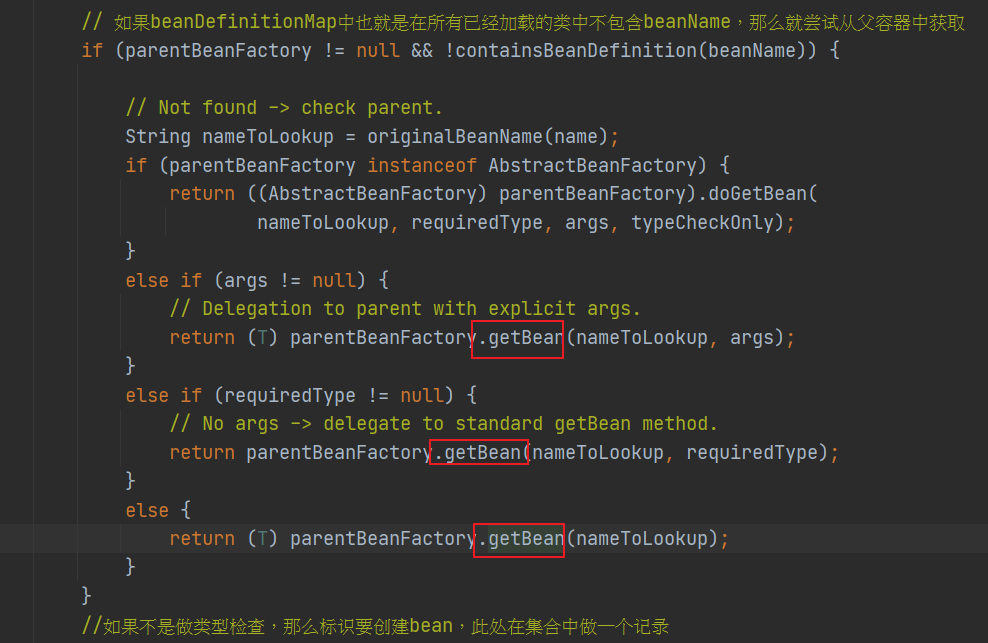 // 如果beanDefinitionMap中也就是在所有已经加载的类中不包含beanName，那么就尝试从父容器中获取
if (parentBeanFactory != null && !containsBeanDefinition(beanName)) {
// Not found -> check parent.
String nameToLookup = originalBeanName(name);
if (parentBeanFactory instanceof AbstractBeanFactory) {
return ((AbstractBeanFactory) parentBeanFactory).doGetBean(
nameToLookup, requiredType, args, typeCheckOnly);
}
else if (args != null) {
// Delegation to parent with explicit args.
return (T) parentBeanFactory.getBean(nameToLookup, args);
}
else if (requiredType != null) {
// No args -> delegate to standard getBean method.
return parentBeanFactory.getBean(nameToLookup, requiredType);
}
else {
return (T) parentBeanFactory.getBean(nameToLookup);
}
}
//如果不是做类型检查，那么标识要创建bean，此处在集合中做一个记录